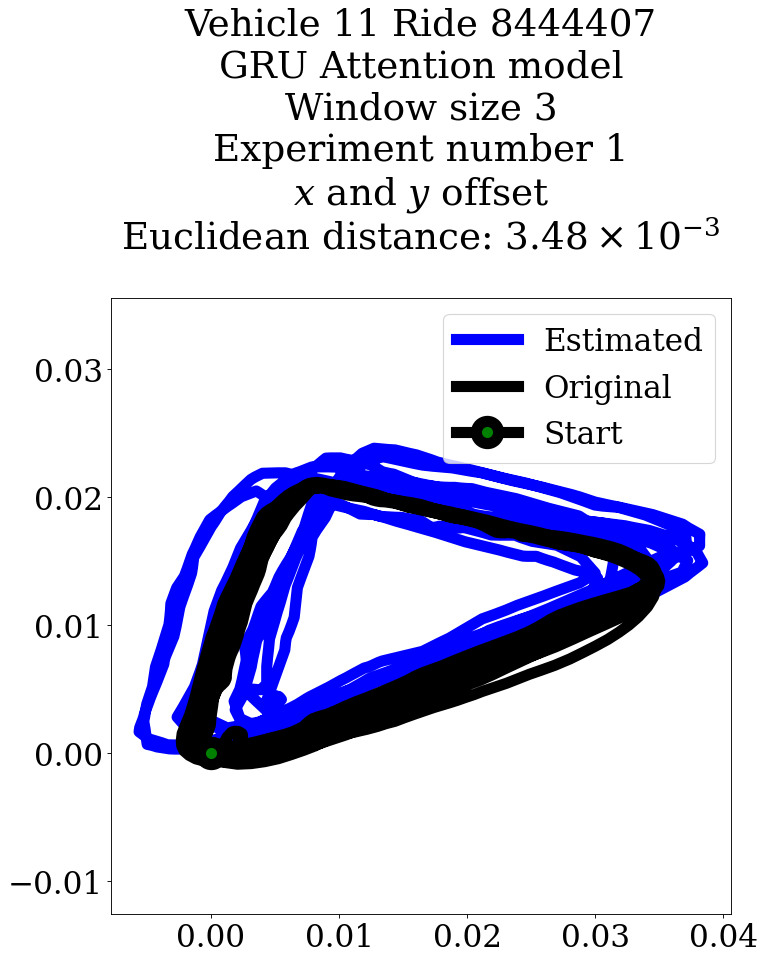 Vehicle 11 Ride 8444407
GRU Attention model
Window size 3
Experiment number 1
x and y offset
Euclidean distance: 3.48 × 10⁻³
Estimated
Original
Start
0.03
0.02
0.01
0.00
−0.01
0.00 0.01 0.02 0.03 0.04